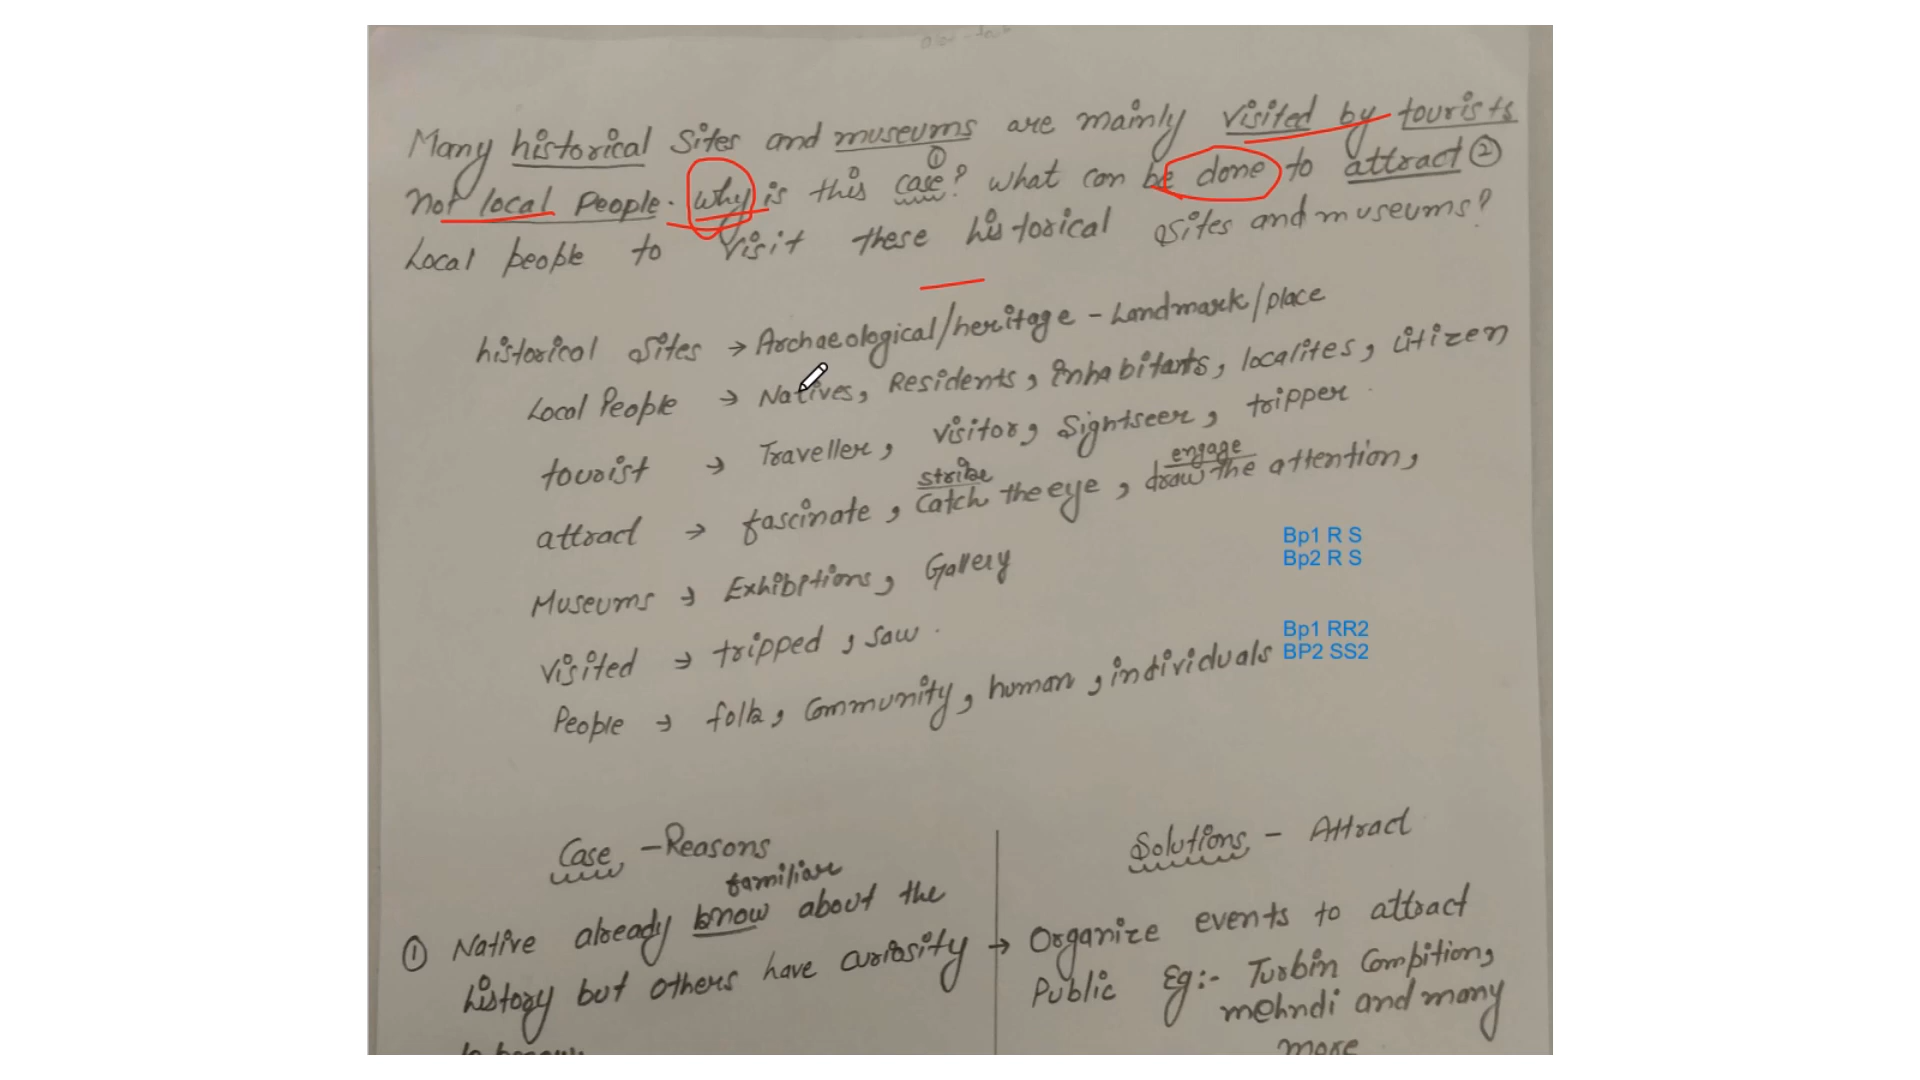 Many historical Sites and museums are mainly visited by tourists
not local People. Why is this case? ① What can be done to attract ②
Local people to visit these historical Sites and museums?
historical Sites → Archaeological/heritage - Landmark/place
Local People → Natives, Residents, Inhabitants, localites, Citizen
tourist → Traveller, visitor, Sightseer, tripper
strike engage
attract → fascinate, Catch the eye, draw the attention,
Bp1 R S
Bp2 R S
Museums → Exhibitions, Gallery
Visited → tripped, saw.
Bp1 RR2
BP2 SS2
People → folk, Community, human, individuals
Case - Reasons
familiar
① Native already know about the
history but others have curiosity →
to know.
Solutions - Attract
Organize events to attract
Public Eg:- Turbin Compition,
mehndi and many
more